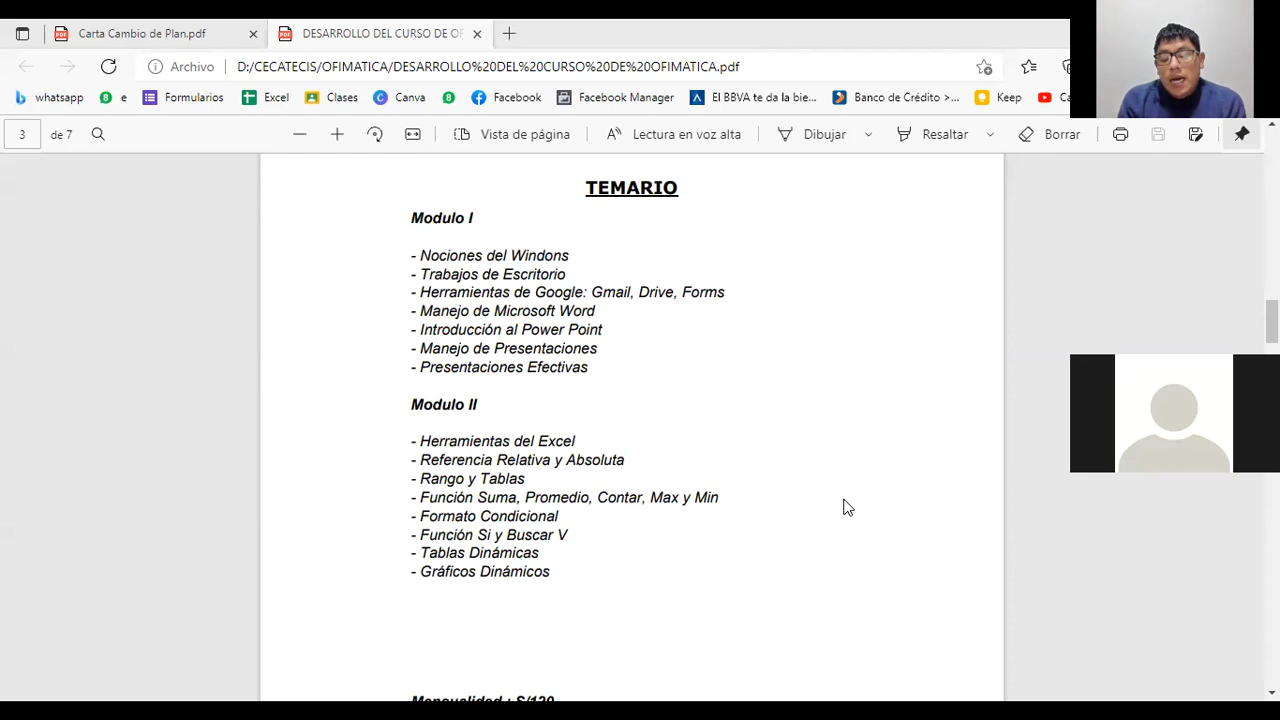 Carta Cambio de Plan.pdf
DESARROLLO DEL CURSO DE OF
Archivo
D:/CECATECIS/OFIMATICA/DESARROLLO%20DEL%20CURSO%20DE%20OFIMATICA.pdf
whatsapp
e
Formularios
Excel
Clases
Canva
Facebook
Facebook Manager
El BBVA te da la bie...
Banco de Crédito >...
Keep
3 de 7
Vista de página
Lectura en voz alta
Dibujar
Resaltar
Borrar
TEMARIO
Modulo I
- Nociones del Windons
- Trabajos de Escritorio
- Herramientas de Google: Gmail, Drive, Forms
- Manejo de Microsoft Word
- Introducción al Power Point
- Manejo de Presentaciones
- Presentaciones Efectivas
Modulo II
- Herramientas del Excel
- Referencia Relativa y Absoluta
- Rango y Tablas
- Función Suma, Promedio, Contar, Max y Min
- Formato Condicional
- Función Si y Buscar V
- Tablas Dinámicas
- Gráficos Dinámicos
Mensualidad : S/120